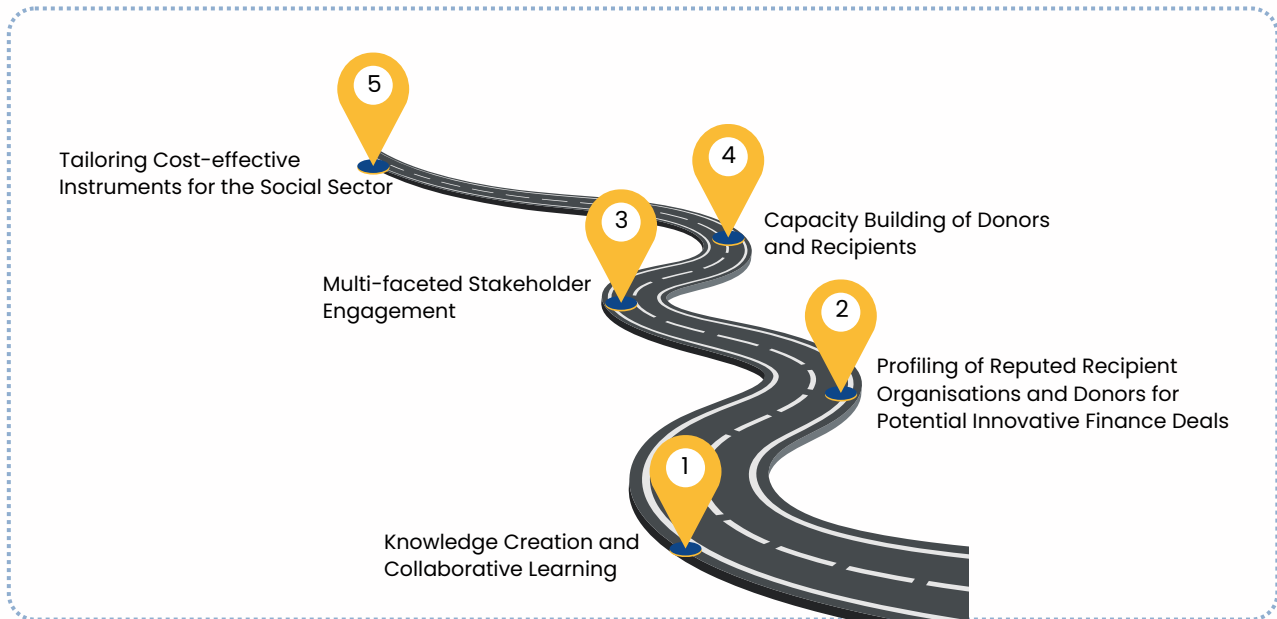 5
Tailoring Cost-effective
Instruments for the Social Sector
4
Capacity Building of Donors
and Recipients
3
Multi-faceted Stakeholder
Engagement
2
Profiling of Reputed Recipient
Organisations and Donors for
Potential Innovative Finance Deals
1
Knowledge Creation and
Collaborative Learning